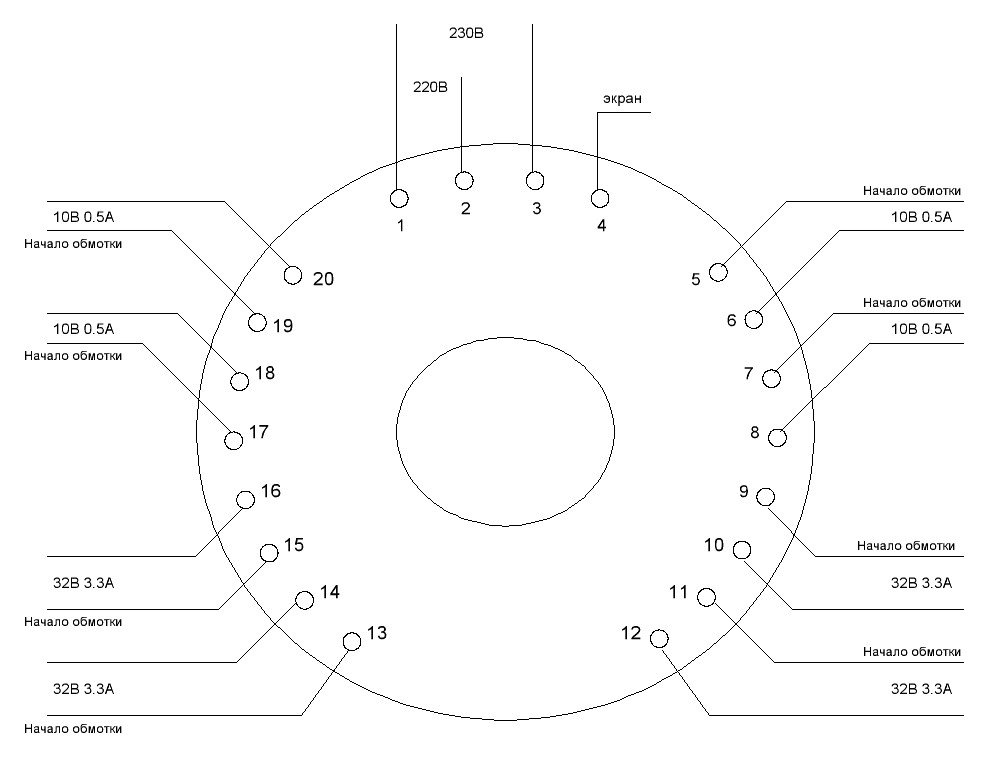 230В
220В
экран
1
2
3
4
Начало обмотки
10В 0.5А
10В 0.5А
Начало обмотки
20
5
19
6
Начало обмотки
10В 0.5А
10В 0.5А
Начало обмотки
18
7
17
8
16
9
15
10
Начало обмотки
32В 3.3А
32В 3.3А
14
11
Начало обмотки
13
12
Начало обмотки
32В 3.3А
32В 3.3А
Начало обмотки